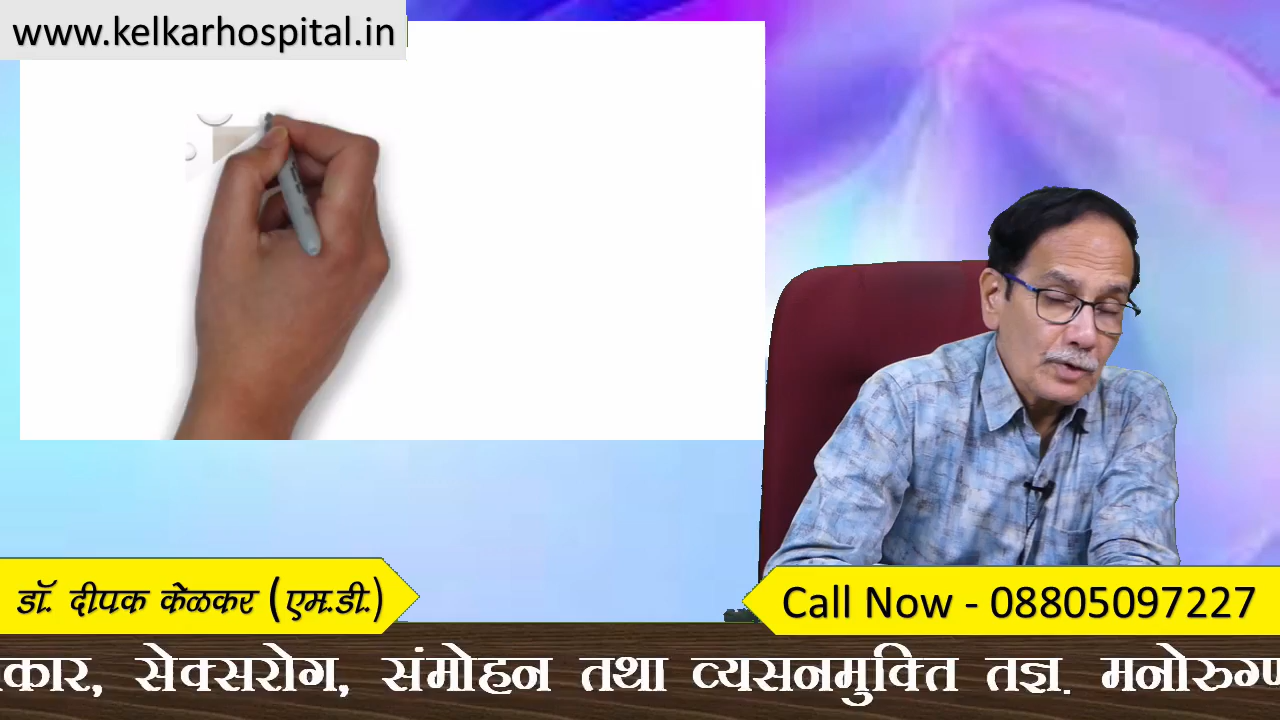 www.kelkarhospital.in
डॉ. दीपक केळकर (एम.डी.)
Call Now - 08805097227
कार, सेक्सरोग, संमोहन तथा व्यसनमुक्ति तज्ञ. मनोरुग्ण